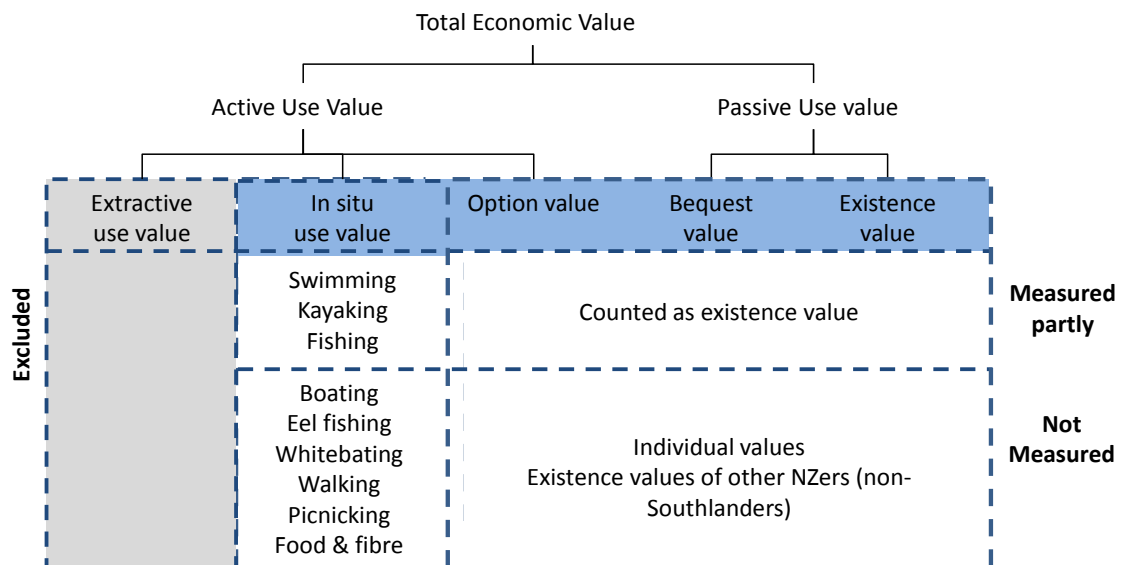 Total Economic Value
Active Use Value
Passive Use value
Extractive
use value
In situ
use value
Option value
Bequest
value
Existence
value
Excluded
Swimming
Kayaking
Fishing
Counted as existence value
Measured
partly
Boating
Eel fishing
Whitebating
Walking
Picnicking
Food & fibre
Individual values
Existence values of other NZers (non-
Southlanders)
Not
Measured